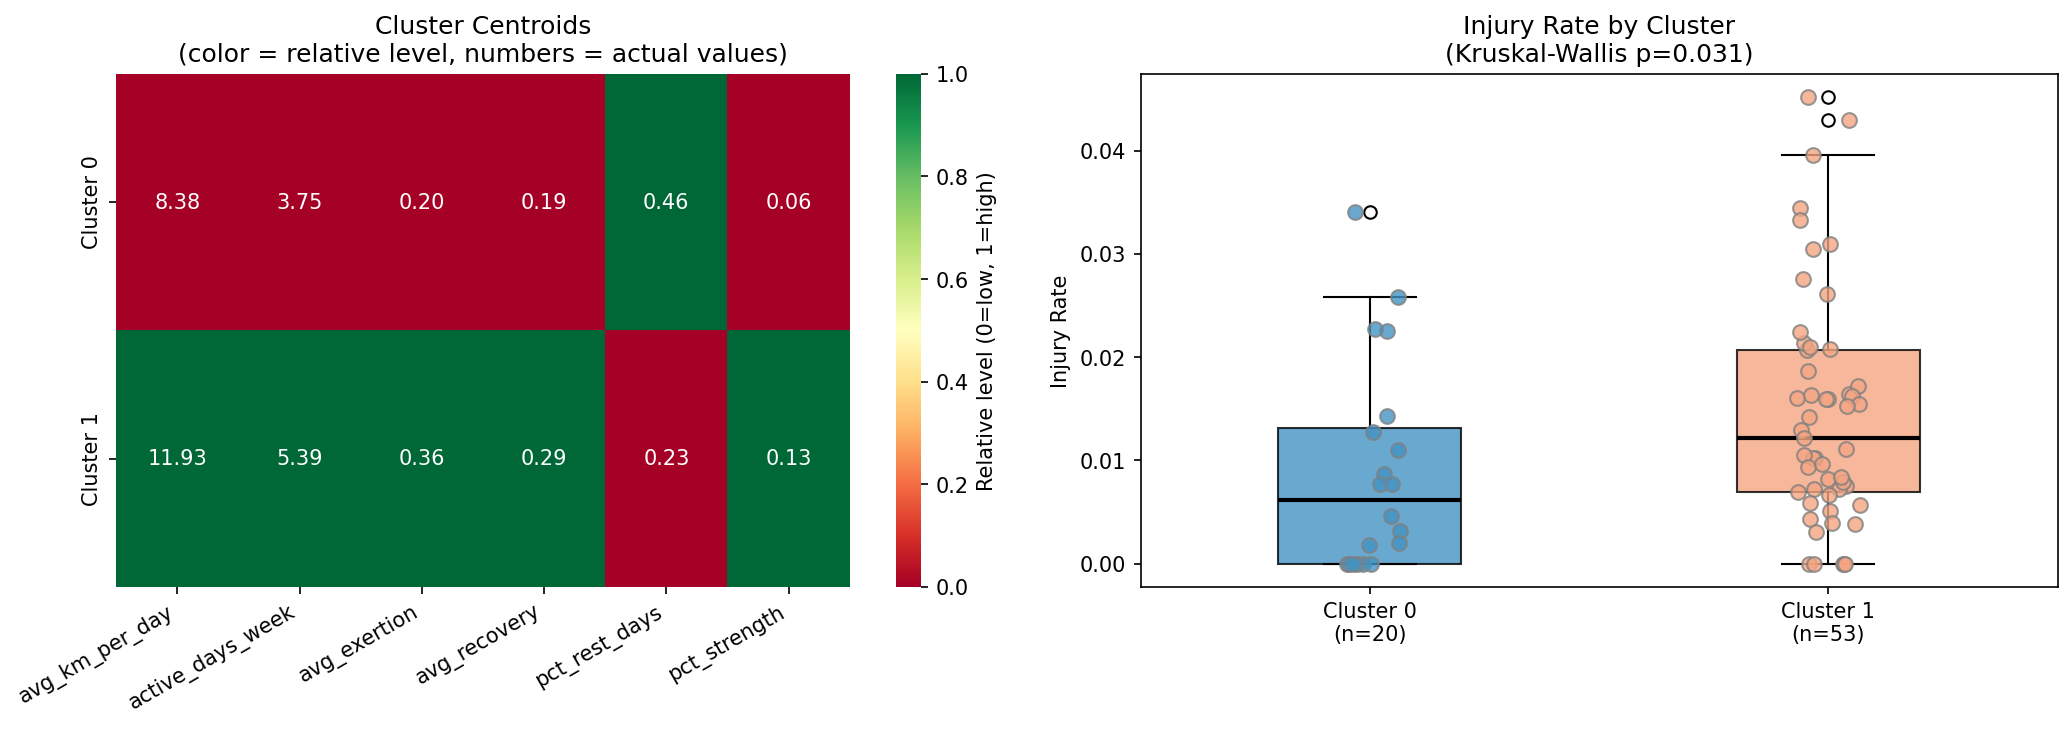 Cluster Centroids
(color = relative level, numbers = actual values)
Cluster 0
8.38 3.75 0.20 0.19 0.46 0.06
Cluster 1
11.93 5.39 0.36 0.29 0.23 0.13
avg_km_per_day
active_days_week
avg_exertion
avg_recovery
pct_rest_days
pct_strength
1.0
0.8
0.6
0.4
0.2
0.0
Relative level (0=low, 1=high)
Injury Rate by Cluster
(Kruskal-Wallis p=0.031)
Injury Rate
0.04
0.03
0.02
0.01
0.00
Cluster 0
(n=20)
Cluster 1
(n=53)